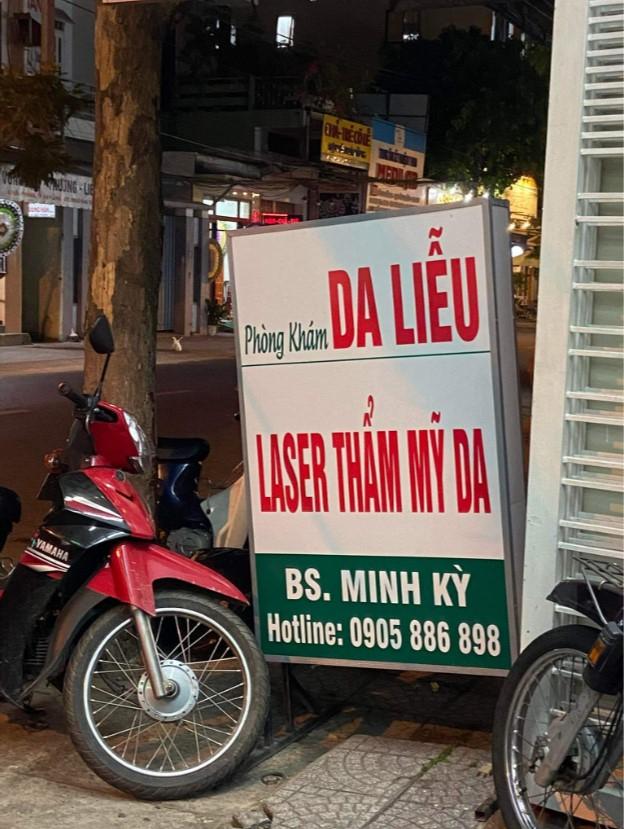 Phòng Khám DA LIỄU
LASER THẨM MỸ DA
BS. MINH KỲ
Hotline: 0905 886 898
YAMAHA